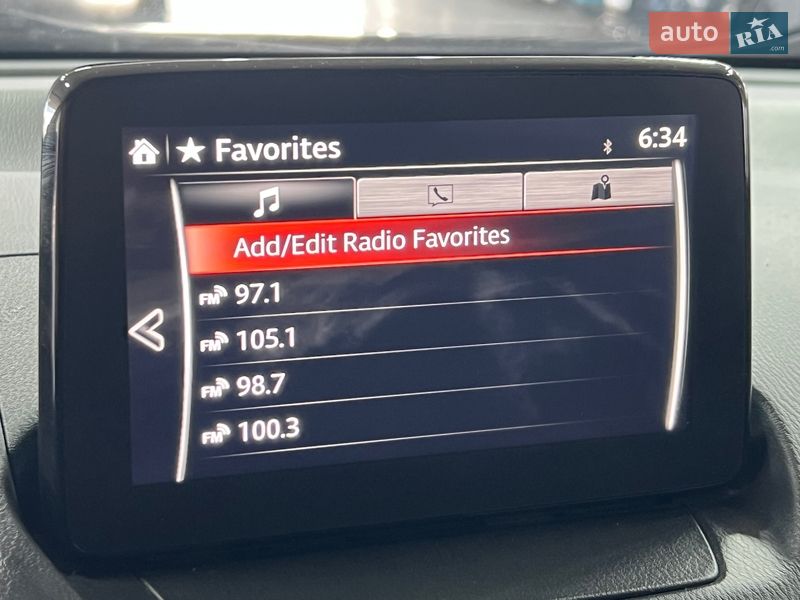 auto RIA .com
Favorites 6:34
Add/Edit Radio Favorites
FM 97.1
FM 105.1
FM 98.7
FM 100.3